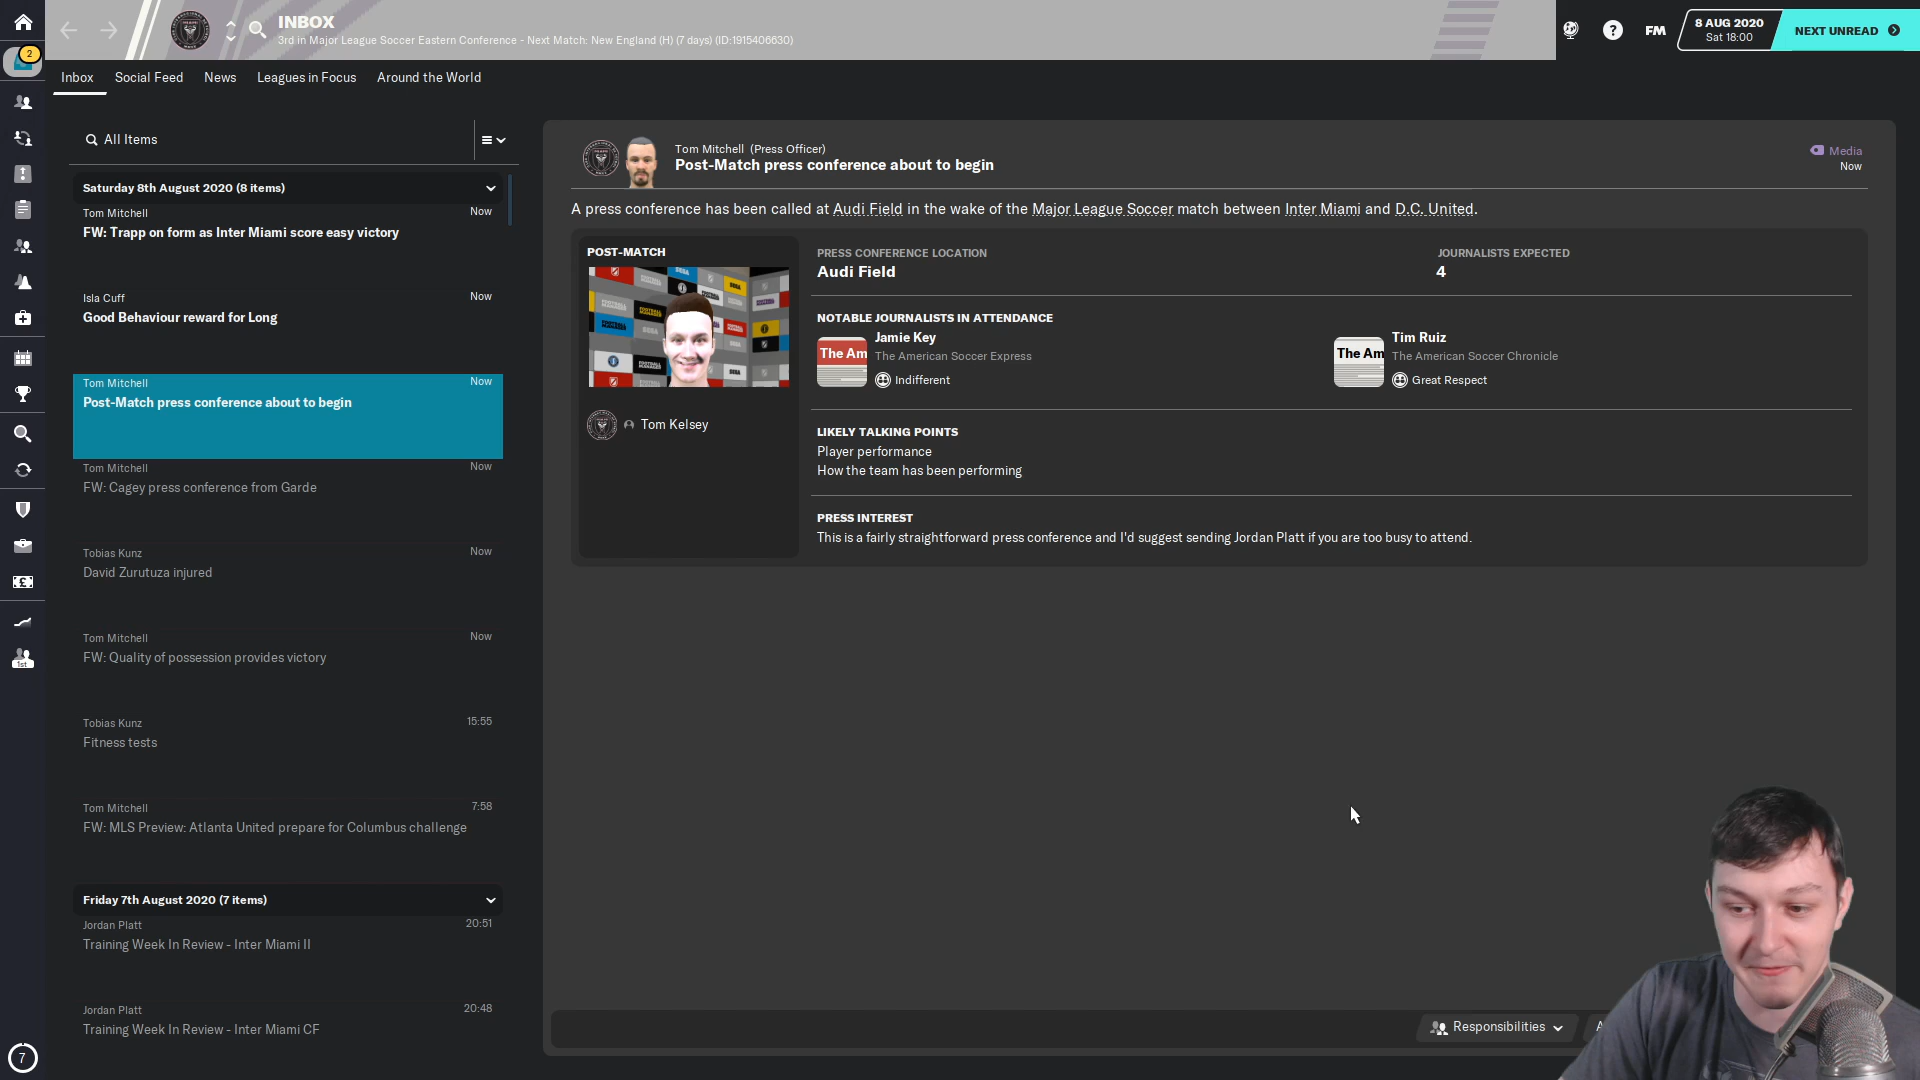 INBOX
3rd in Major League Soccer Eastern Conference - Next Match: New England (H) (7 days) (ID:1915406630)
FM
8 AUG 2020
Sat 18:00
NEXT UNREAD
2
Inbox
Social Feed
News
Leagues in Focus
Around the World
All Items
Saturday 8th August 2020 (8 items)
Tom Mitchell
Now
FW: Trapp on form as Inter Miami score easy victory
Isla Cuff
Now
Good Behaviour reward for Long
Tom Mitchell
Now
Post-Match press conference about to begin
Tom Mitchell
Now
FW: Cagey press conference from Garde
Tobias Kunz
Now
David Zurutuza injured
Tom Mitchell
Now
FW: Quality of possession provides victory
Tobias Kunz
15:55
Fitness tests
Tom Mitchell
7:58
FW: MLS Preview: Atlanta United prepare for Columbus challenge
Friday 7th August 2020 (7 items)
Jordan Platt
20:51
Training Week In Review - Inter Miami II
Jordan Platt
20:48
Training Week In Review - Inter Miami CF
1st
7
Tom Mitchell (Press Officer)
Post-Match press conference about to begin
Media
Now
A press conference has been called at Audi Field in the wake of the Major League Soccer match between Inter Miami and D.C. United.
POST-MATCH
Tom Kelsey
PRESS CONFERENCE LOCATION
Audi Field
JOURNALISTS EXPECTED
4
NOTABLE JOURNALISTS IN ATTENDANCE
The Am
Jamie Key
The American Soccer Express
Indifferent
The Am
Tim Ruiz
The American Soccer Chronicle
Great Respect
LIKELY TALKING POINTS
Player performance
How the team has been performing
PRESS INTEREST
This is a fairly straightforward press conference and I'd suggest sending Jordan Platt if you are too busy to attend.
Responsibilities